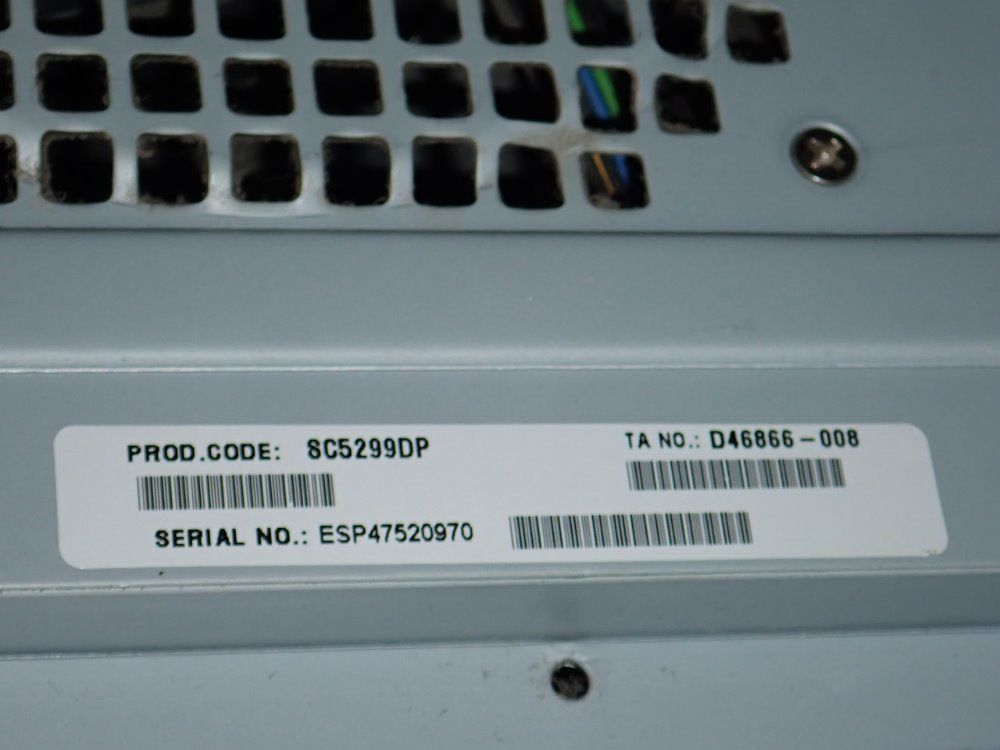 PROD.CODE: SC5299DP
TA NO.: D46866-008
SERIAL NO.: ESP47520970